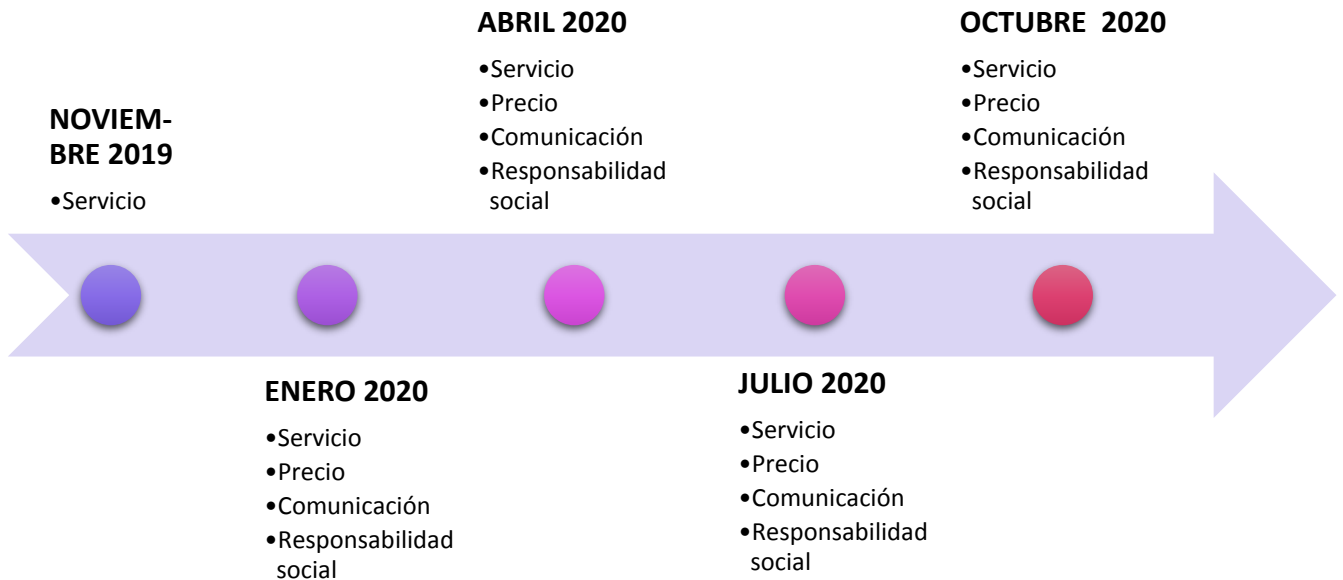 NOVIEM-
BRE 2019
•Servicio
ENERO 2020
•Servicio
•Precio
•Comunicación
•Responsabilidad
social
ABRIL 2020
•Servicio
•Precio
•Comunicación
•Responsabilidad
social
JULIO 2020
•Servicio
•Precio
•Comunicación
•Responsabilidad
social
OCTUBRE 2020
•Servicio
•Precio
•Comunicación
•Responsabilidad
social